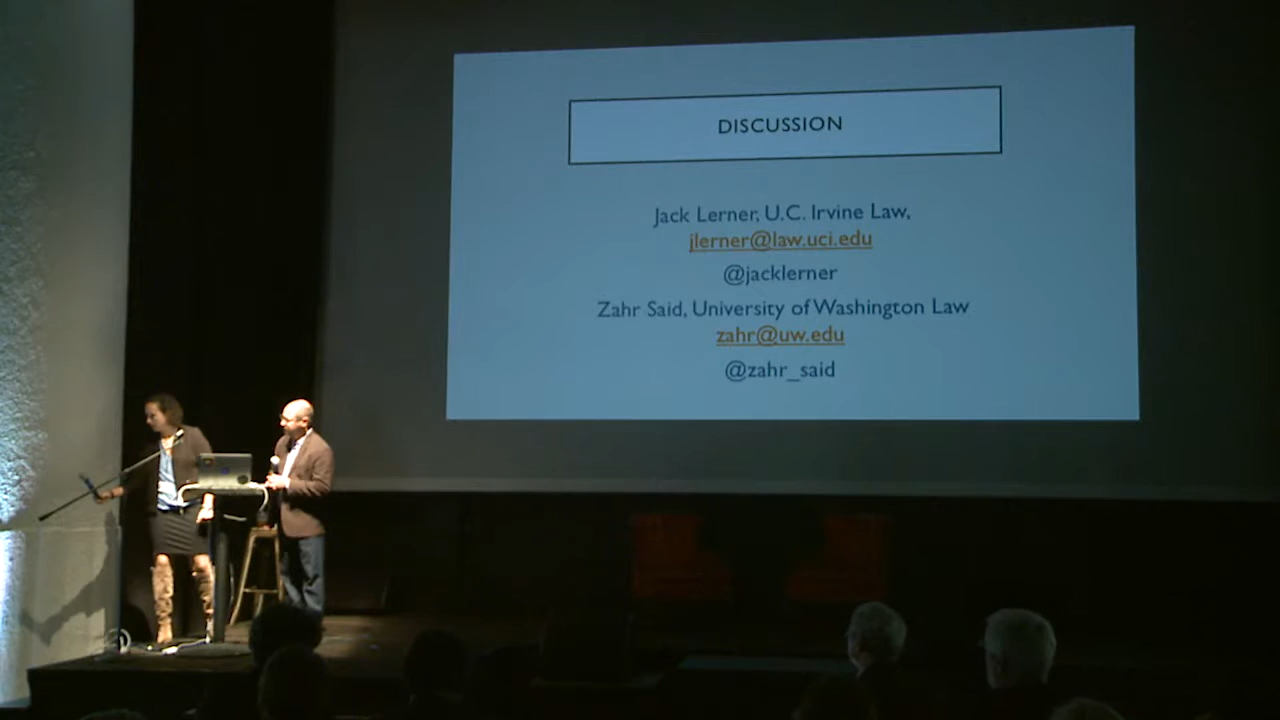 DISCUSSION
Jack Lerner, U.C. Irvine Law,
jlerner@law.uci.edu
@jacklerner
Zahr Said, University of Washington Law
zahr@uw.edu
@zahr_said